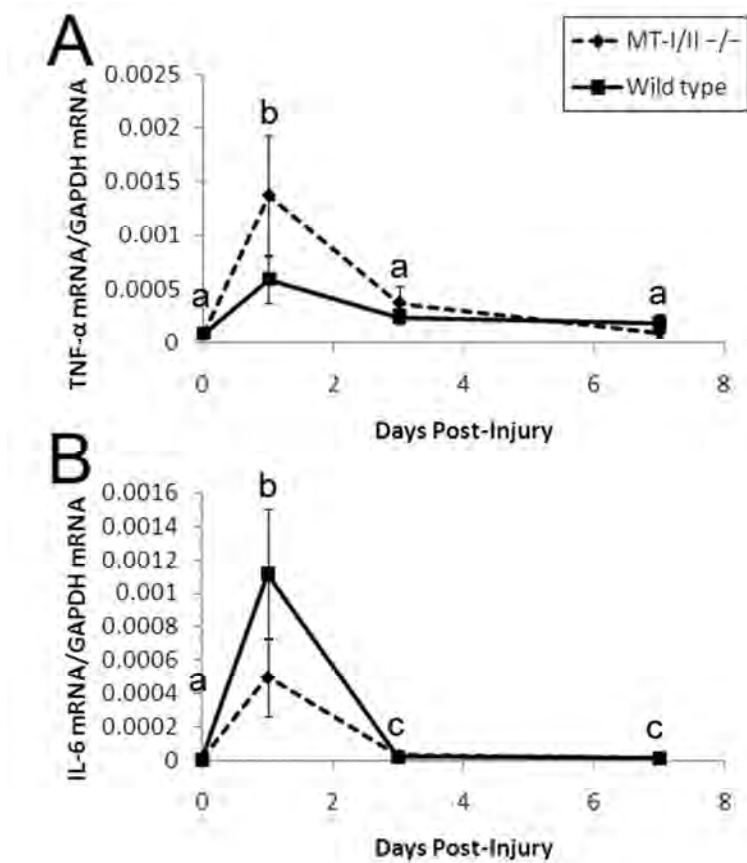 A
MT-I/II −/−
Wild type
TNF-α mRNA/GAPDH mRNA
0.0025
0.002
0.0015
0.001
0.0005
0
a
b
a
a
0 2 4 6 8
Days Post-Injury
B
IL-6 mRNA/GAPDH mRNA
0.0016
0.0014
0.0012
0.001
0.0008
0.0006
0.0004
0.0002
0
a
b
c
c
0 2 4 6 8
Days Post-Injury